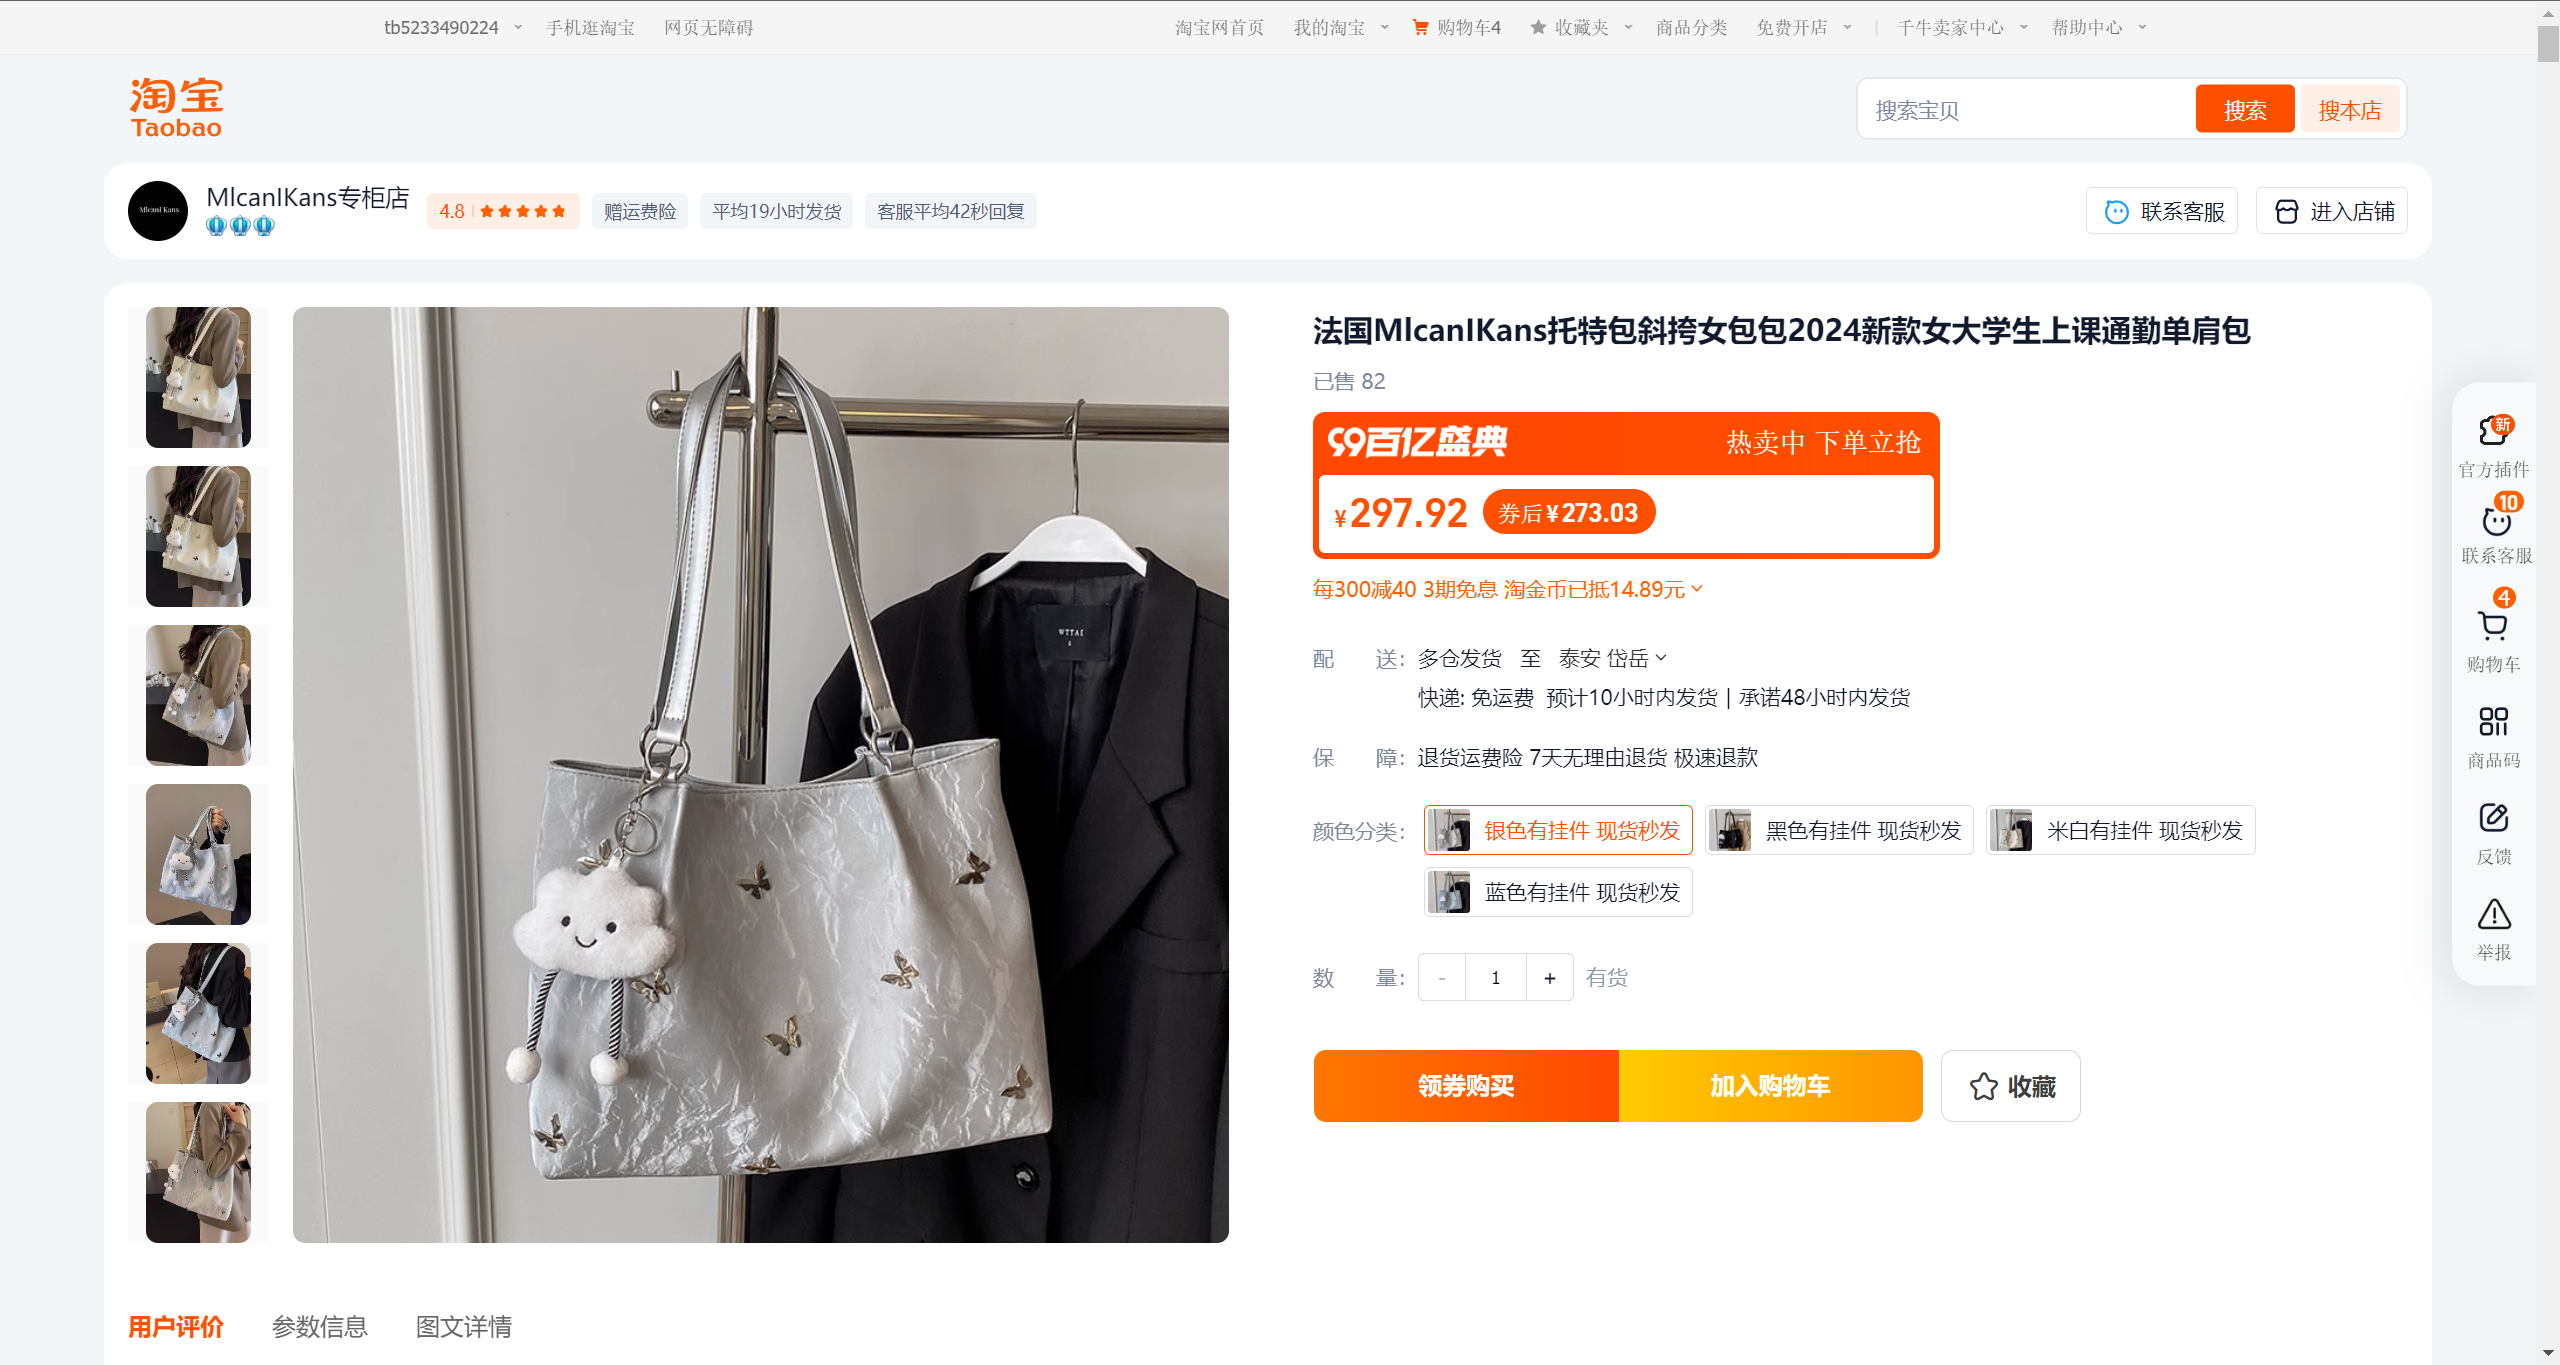 tb5233490224 手机逛淘宝 网页无障碍 淘宝网首页 我的淘宝 购物车4 收藏夹 商品分类 免费开店 | 千牛卖家中心 帮助中心
淘宝
Taobao
搜索宝贝 搜索 搜本店
MlcanIKans
MlcanIKans专柜店
4.8 赠运费险 平均19小时发货 客服平均42秒回复
联系客服 进入店铺
法国MlcanIKans托特包斜挎女包包2024新款女大学生上课通勤单肩包
已售 82
99百亿盛典 热卖中 下单立抢
¥297.92 券后¥273.03
每300减40 3期免息 淘金币已抵14.89元
配送: 多仓发货 至 泰安 岱岳
快递: 免运费 预计10小时内发货 | 承诺48小时内发货
保障: 退货运费险 7天无理由退货 极速退款
颜色分类: 银色有挂件 现货秒发 黑色有挂件 现货秒发 米白有挂件 现货秒发
蓝色有挂件 现货秒发
数量: - 1 + 有货
领券购买 加入购物车 收藏
WTTAI
新
官方插件
10
联系客服
4
购物车
商品码
反馈
举报
用户评价 参数信息 图文详情